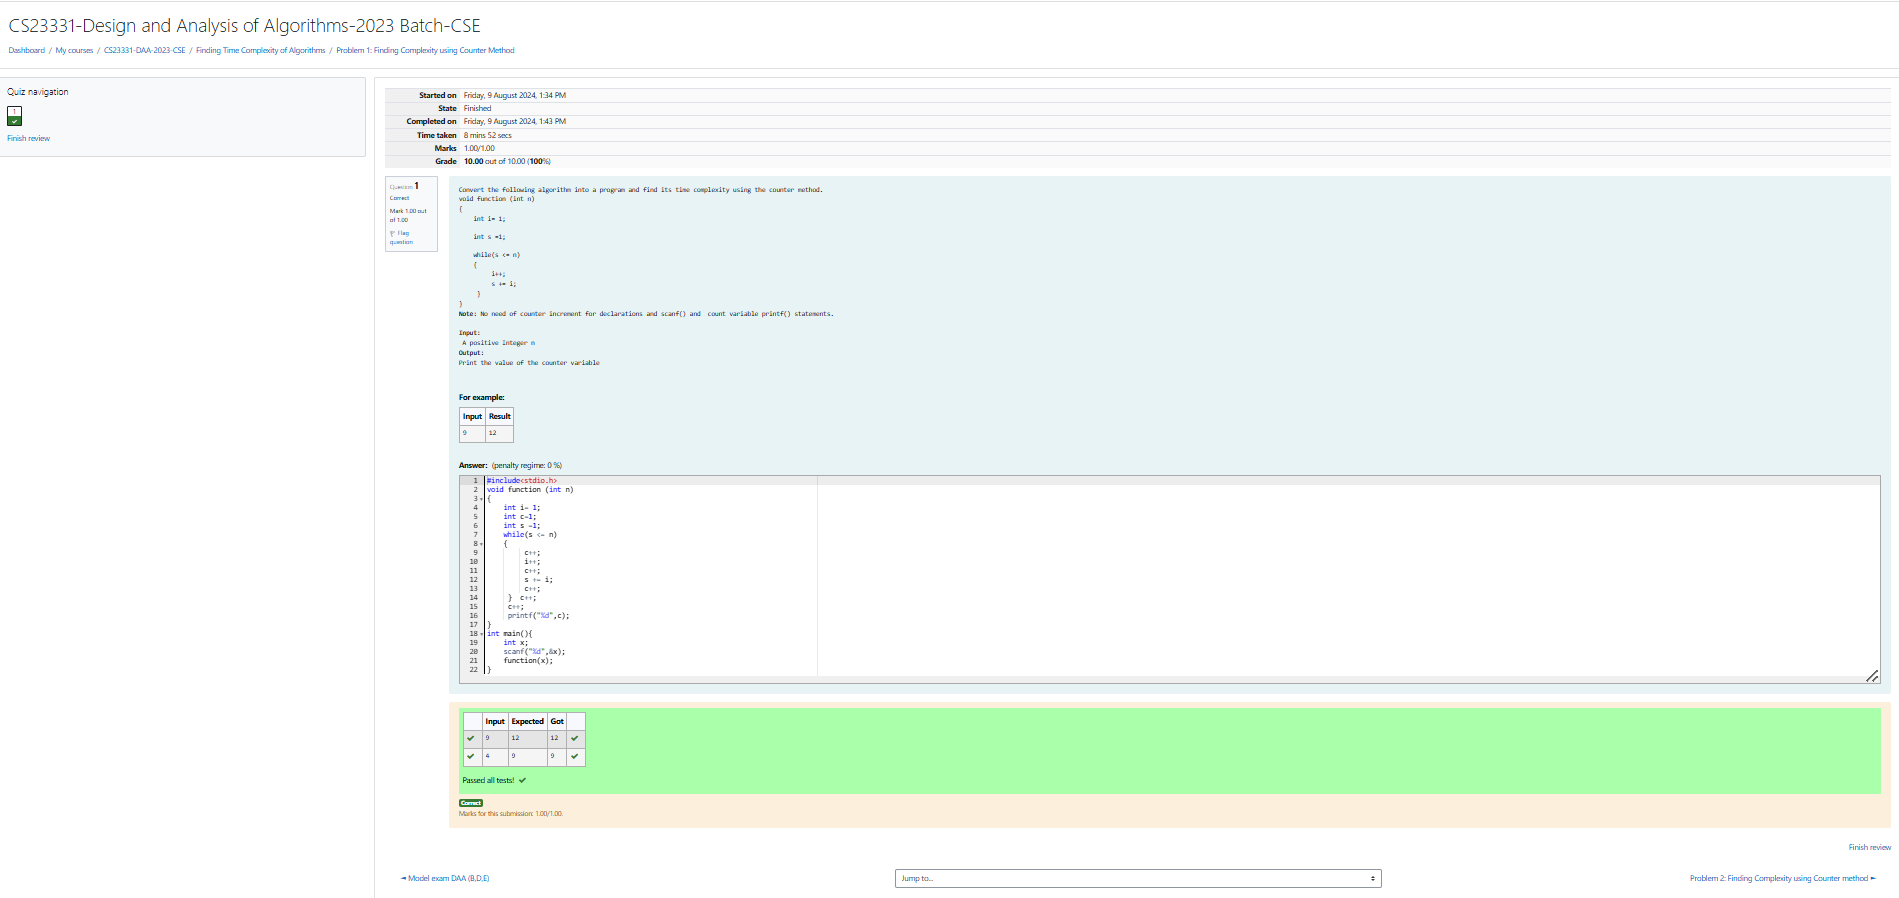 CS23331-Design and Analysis of Algorithms-2023 Batch-CSE
Dashboard / My courses / CS23331-DAA-2023-CSE / Finding Time Complexity of Algorithms / Problem 1: Finding Complexity using Counter Method
Quiz navigation
1
Finish review
Started on Friday, 9 August 2024, 1:34 PM
State Finished
Completed on Friday, 9 August 2024, 1:43 PM
Time taken 8 mins 52 secs
Marks 1.00/1.00
Grade 10.00 out of 10.00 (100%)
Question 1
Correct
Mark 1.00 out
of 1.00
Flag
question
Convert the following algorithm into a program and find its time complexity using the counter method.
void function (int n)
{
int i= 1;
int s =1;
while(s <= n)
{
i++;
s += i;
}
}
Note: No need of counter increment for declarations and scanf() and count variable printf() statements.
Input:
A positive Integer n
Output:
Print the value of the counter variable
For example:
Input Result
9 12
Answer: (penalty regime: 0 %)
1 #include<stdio.h>
2 void function (int n)
3 {
4 int i= 1;
5 int c=1;
6 int s =1;
7 while(s <= n)
8 {
9 c++;
10 i++;
11 c++;
12 s += i;
13 c++;
14 } c++;
15 c++;
16 printf("%d",c);
17 }
18 int main(){
19 int x;
20 scanf("%d",&x);
21 function(x);
22 }
Input Expected Got
9 12 12
4 9 9
Passed all tests!
Correct
Marks for this submission: 1.00/1.00.
Finish review
◄ Model exam DAA (B,D,E)
Jump to...
Problem 2: Finding Complexity using Counter method ►